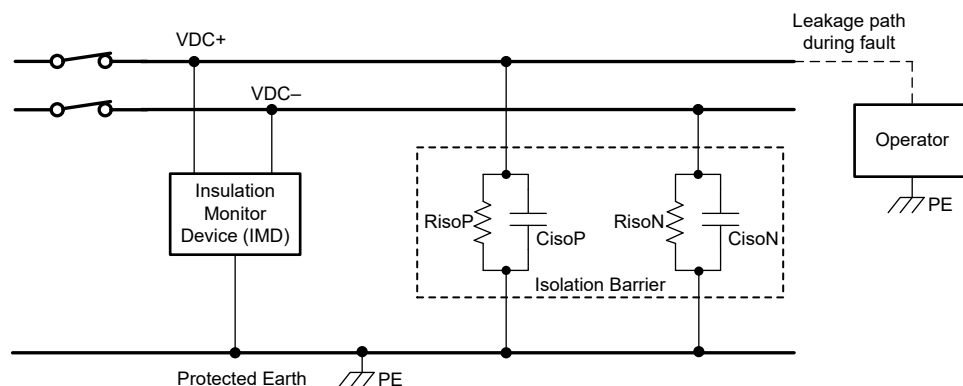 VDC+
Leakage path
during fault
VDC–
Operator
Insulation
Monitor
Device (IMD)
RisoP
CisoP
RisoN
CisoN
PE
Isolation Barrier
Protected Earth
PE